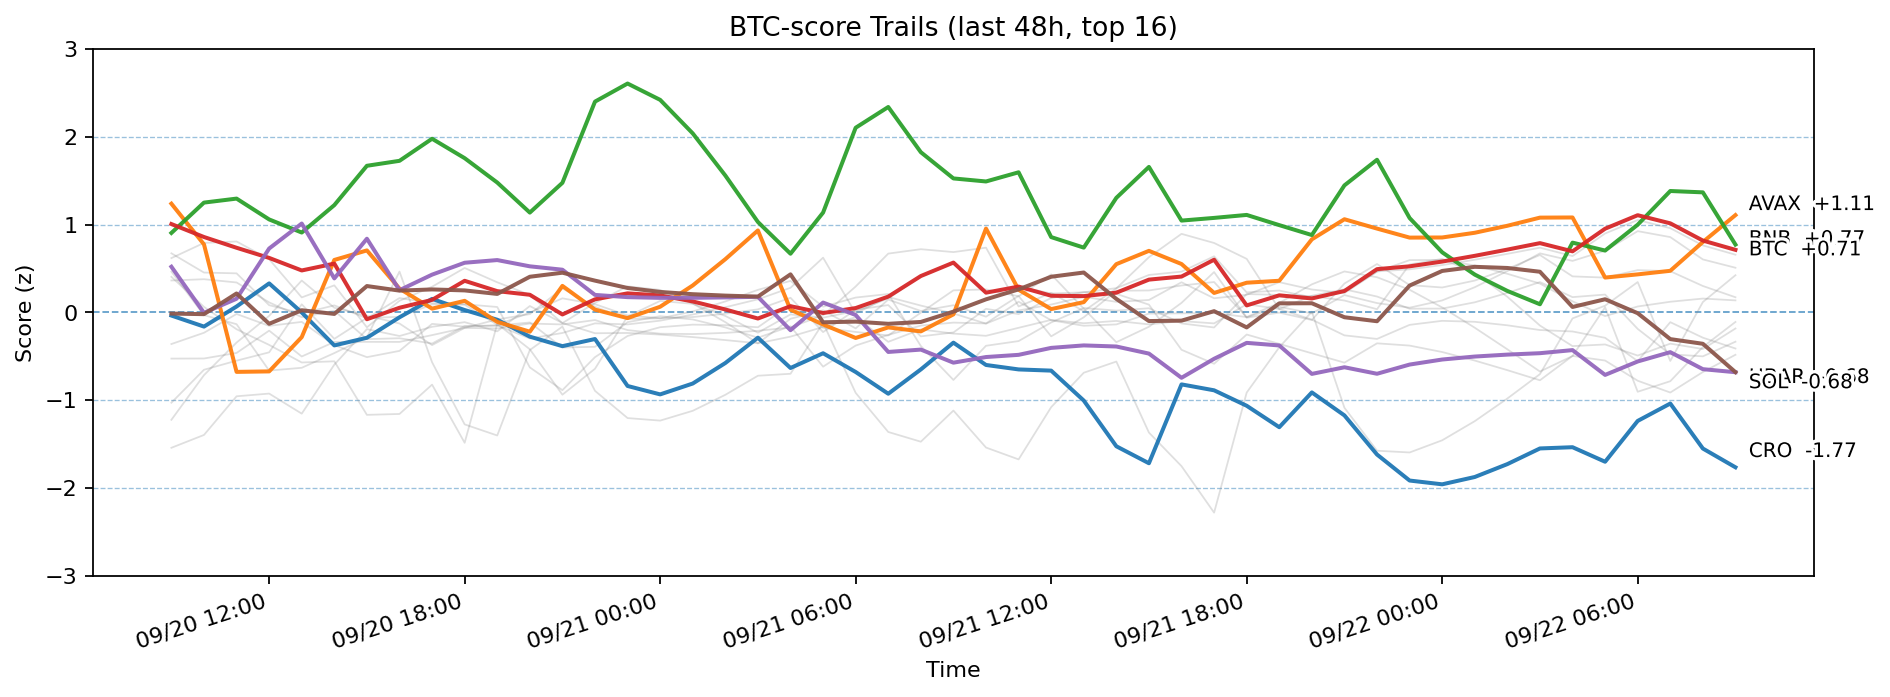 BTC-score Trails (last 48h, top 16)
3
2
1
0
−1
−2
−3
Score (z)
AVAX +1.11
BNB +0.77
BTC +0.71
SOL -0.68
CRO -1.77
09/20 12:00
09/20 18:00
09/21 00:00
09/21 06:00
09/21 12:00
09/21 18:00
09/22 00:00
09/22 06:00
Time